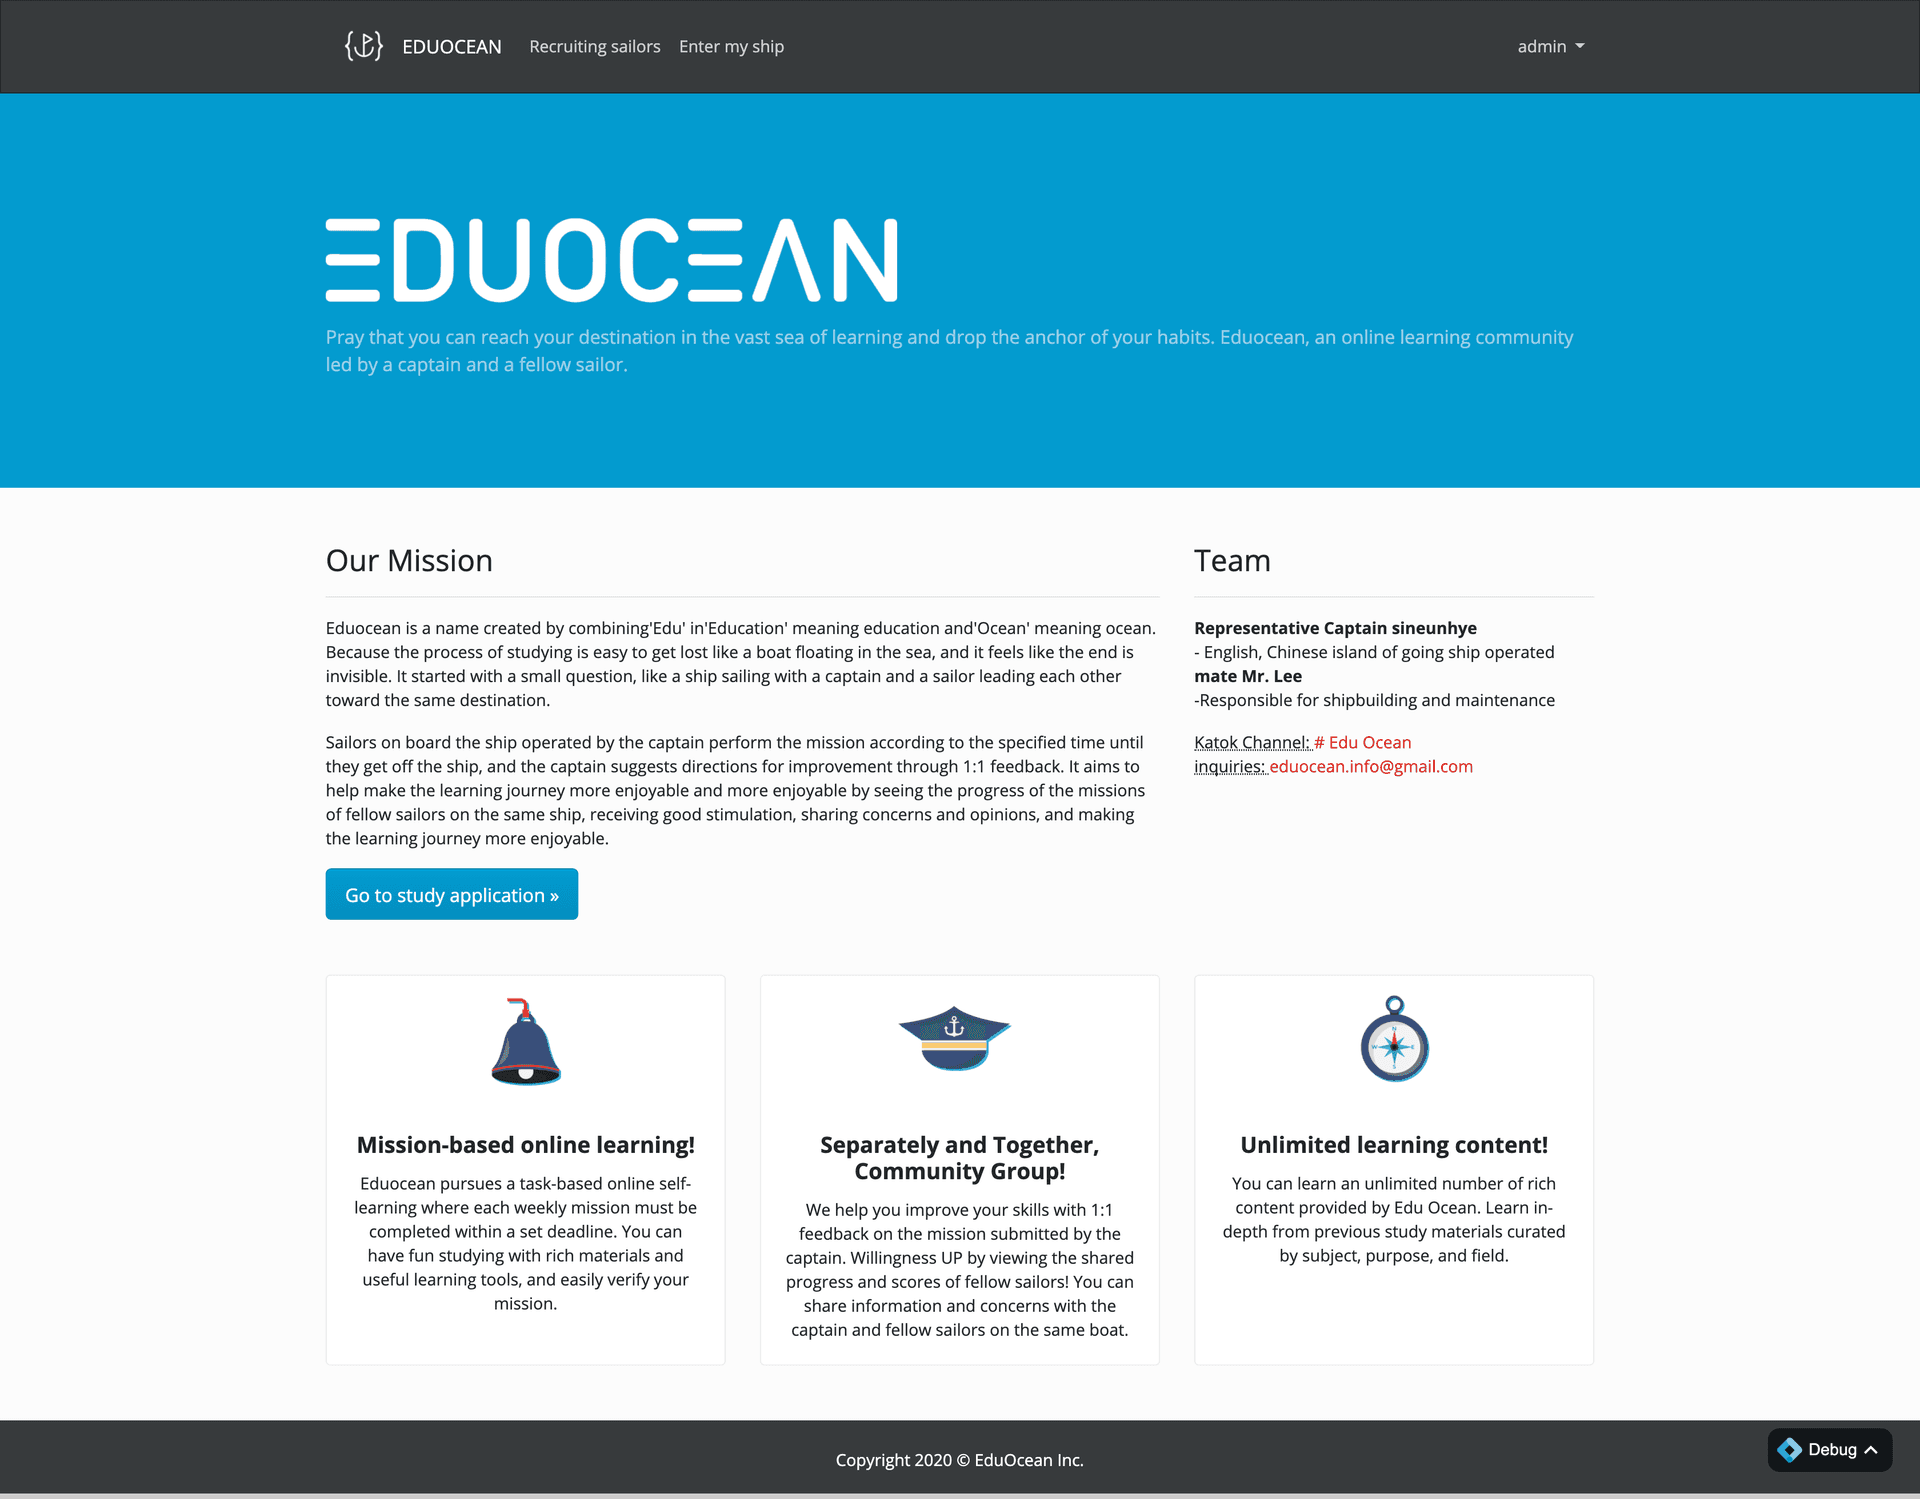 EDUOCEAN Recruiting sailors Enter my ship admin
EDUOCEAN
Pray that you can reach your destination in the vast sea of learning and drop the anchor of your habits. Eduocean, an online learning community
led by a captain and a fellow sailor.
Our Mission
Eduocean is a name created by combining'Edu' in'Education' meaning education and'Ocean' meaning ocean.
Because the process of studying is easy to get lost like a boat floating in the sea, and it feels like the end is
invisible. It started with a small question, like a ship sailing with a captain and a sailor leading each other
toward the same destination.
Sailors on board the ship operated by the captain perform the mission according to the specified time until
they get off the ship, and the captain suggests directions for improvement through 1:1 feedback. It aims to
help make the learning journey more enjoyable and more enjoyable by seeing the progress of the missions
of fellow sailors on the same ship, receiving good stimulation, sharing concerns and opinions, and making
the learning journey more enjoyable.
Go to study application »
Team
Representative Captain sineunhye
- English, Chinese island of going ship operated
mate Mr. Lee
-Responsible for shipbuilding and maintenance
Katok Channel: # Edu Ocean
inquiries: eduocean.info@gmail.com
Mission-based online learning!
Eduocean pursues a task-based online self-
learning where each weekly mission must be
completed within a set deadline. You can
have fun studying with rich materials and
useful learning tools, and easily verify your
mission.
Separately and Together,
Community Group!
We help you improve your skills with 1:1
feedback on the mission submitted by the
captain. Willingness UP by viewing the shared
progress and scores of fellow sailors! You can
share information and concerns with the
captain and fellow sailors on the same boat.
N
W E
S
Unlimited learning content!
You can learn an unlimited number of rich
content provided by Edu Ocean. Learn in-
depth from previous study materials curated
by subject, purpose, and field.
Copyright 2020 © EduOcean Inc.
Debug